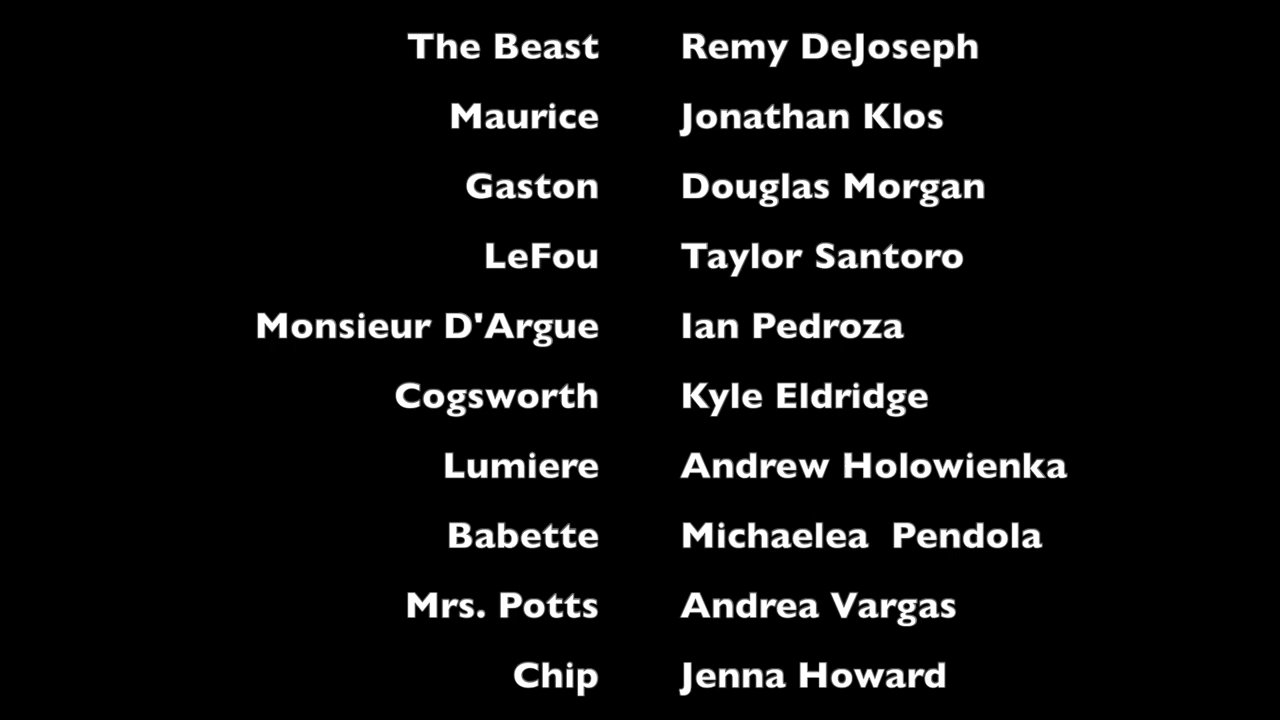 The Beast Remy DeJoseph
Maurice Jonathan Klos
Gaston Douglas Morgan
LeFou Taylor Santoro
Monsieur D'Argue Ian Pedroza
Cogsworth Kyle Eldridge
Lumiere Andrew Holowienka
Babette Michaelea  Pendola
Mrs. Potts Andrea Vargas
Chip Jenna Howard